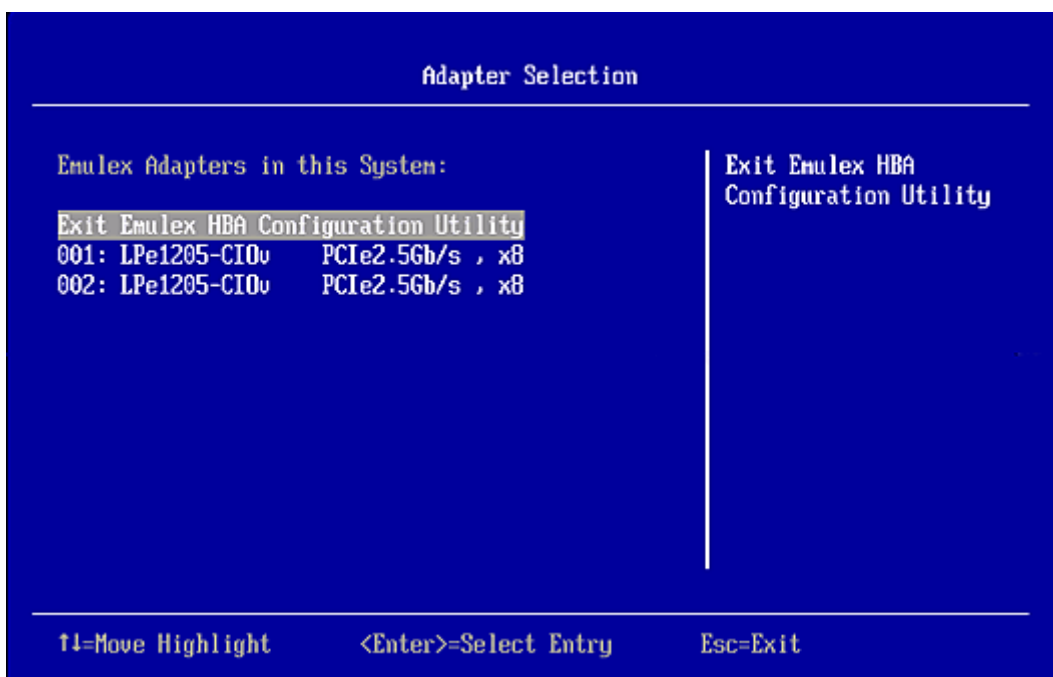 Adapter Selection
Emulex Adapters in this System:
Exit Emulex HBA Configuration Utility
001: LPe1205-CIOv PCIe2.5Gb/s , x8
002: LPe1205-CIOv PCIe2.5Gb/s , x8
Exit Emulex HBA
Configuration Utility
↑↓=Move Highlight <Enter>=Select Entry Esc=Exit